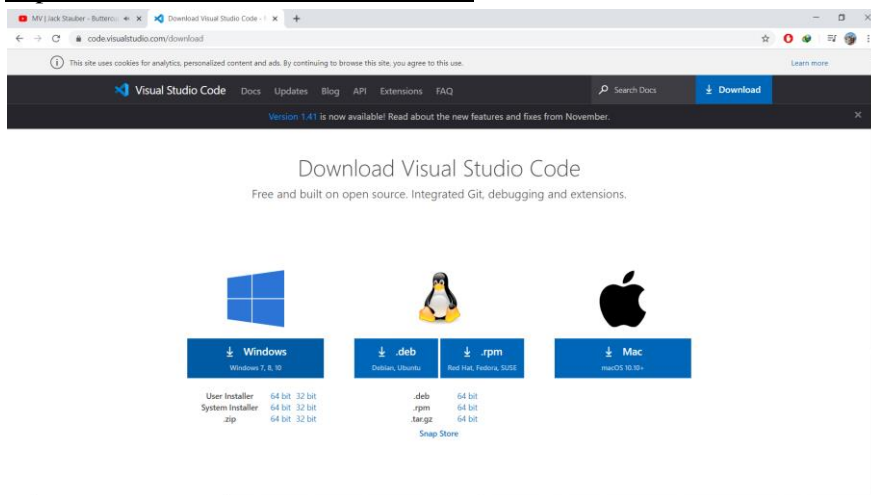 MV | Jack Stauber - Butterc
Download Visual Studio Code -
code.visualstudio.com/download
This site uses cookies for analytics, personalized content and ads. By continuing to browse this site, you agree to this use.
Learn more
Visual Studio Code Docs Updates Blog API Extensions FAQ Search Docs Download
Version 1.41 is now available! Read about the new features and fixes from November.
Download Visual Studio Code
Free and built on open source. Integrated Git, debugging and extensions.
Windows
Windows 7, 8, 10
.deb
Debian, Ubuntu
.rpm
Red Hat, Fedora, SUSE
Mac
macOS 10.10+
User Installer 64 bit 32 bit
System Installer 64 bit 32 bit
.zip 64 bit 32 bit
.deb 64 bit
.rpm 64 bit
.tar.gz 64 bit
Snap Store